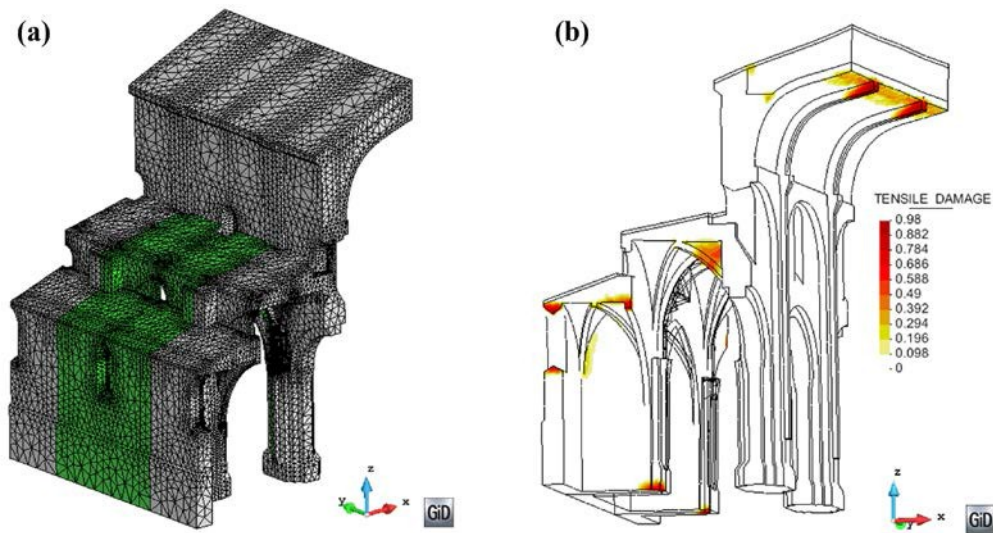 (a)
(b)
TENSILE DAMAGE
0.98
0.882
0.784
0.686
0.588
0.49
0.392
0.294
0.196
0.098
0
z
y
x
GiD
z
y
x
GiD